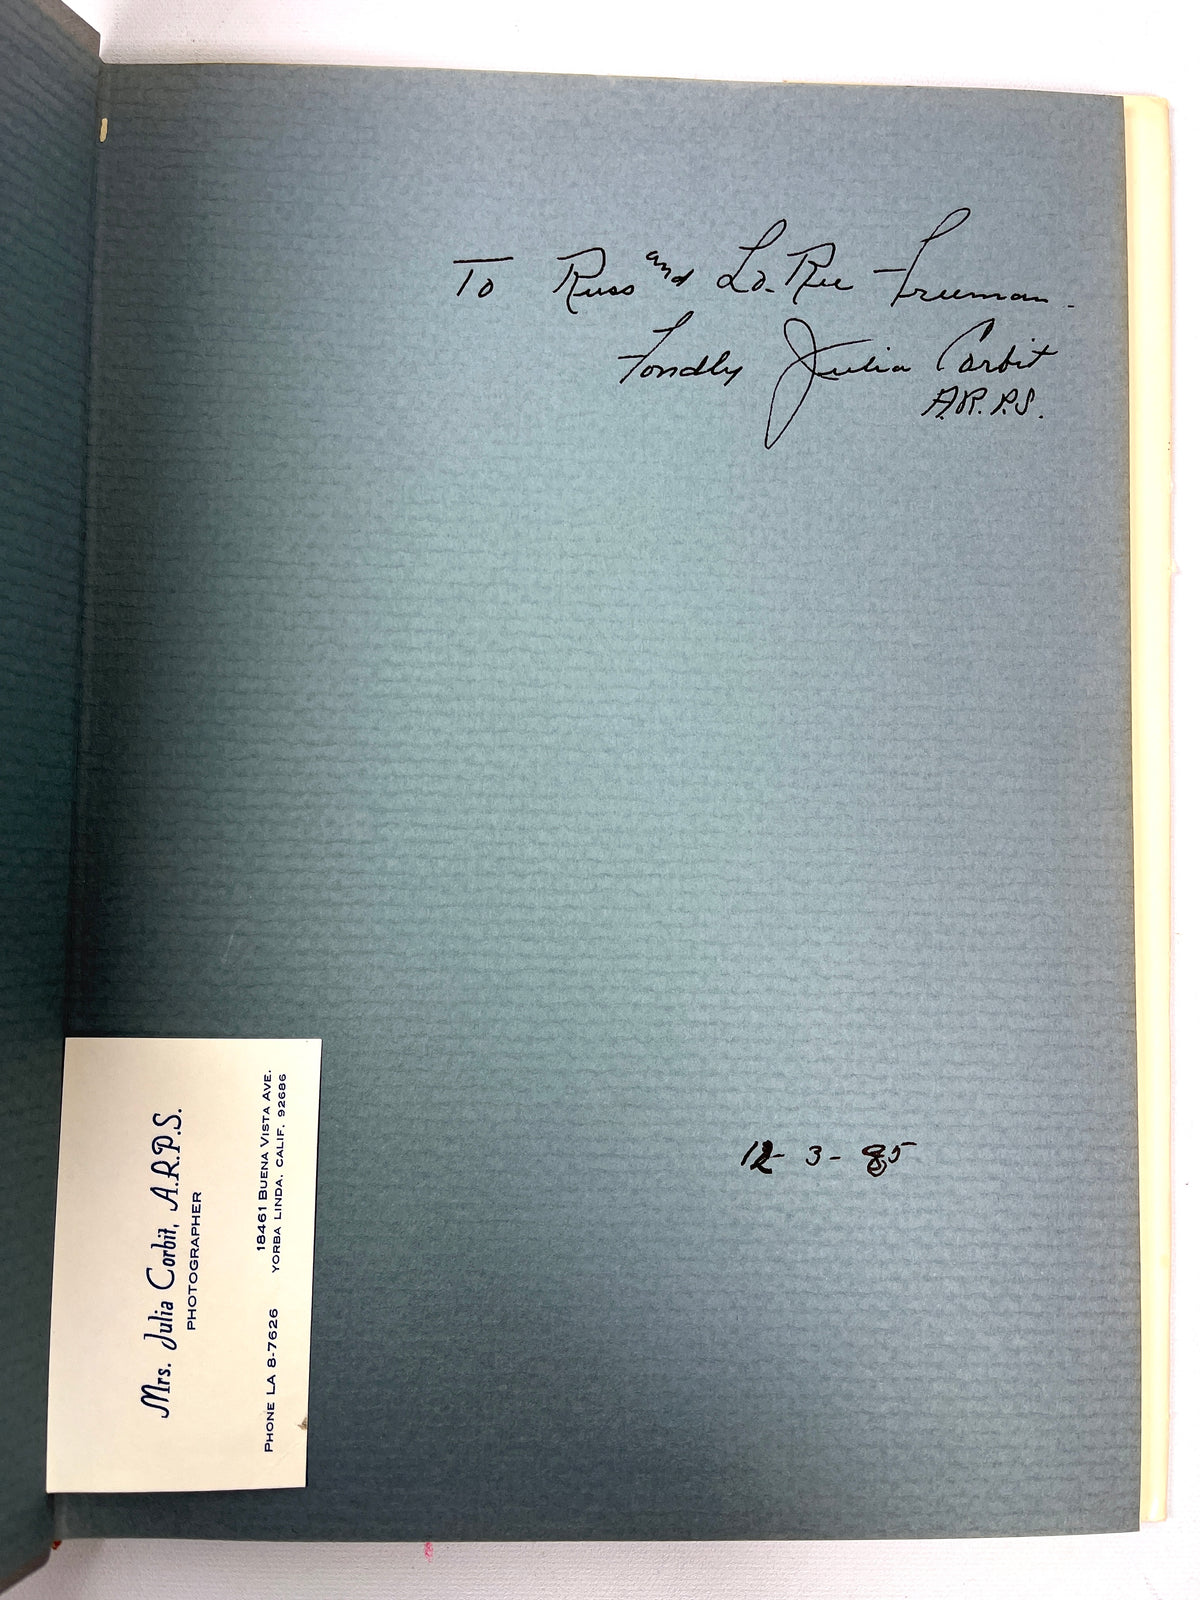 To Russ and La Ree Freeman.
Fondly Julia Corbit
A.R.P.S.
12-3-85
Mrs. Julia Corbit, A.R.P.S.
PHOTOGRAPHER
PHONE LA 8-7626
18461 BUENA VISTA AVE.
YORBA LINDA, CALIF. 92686